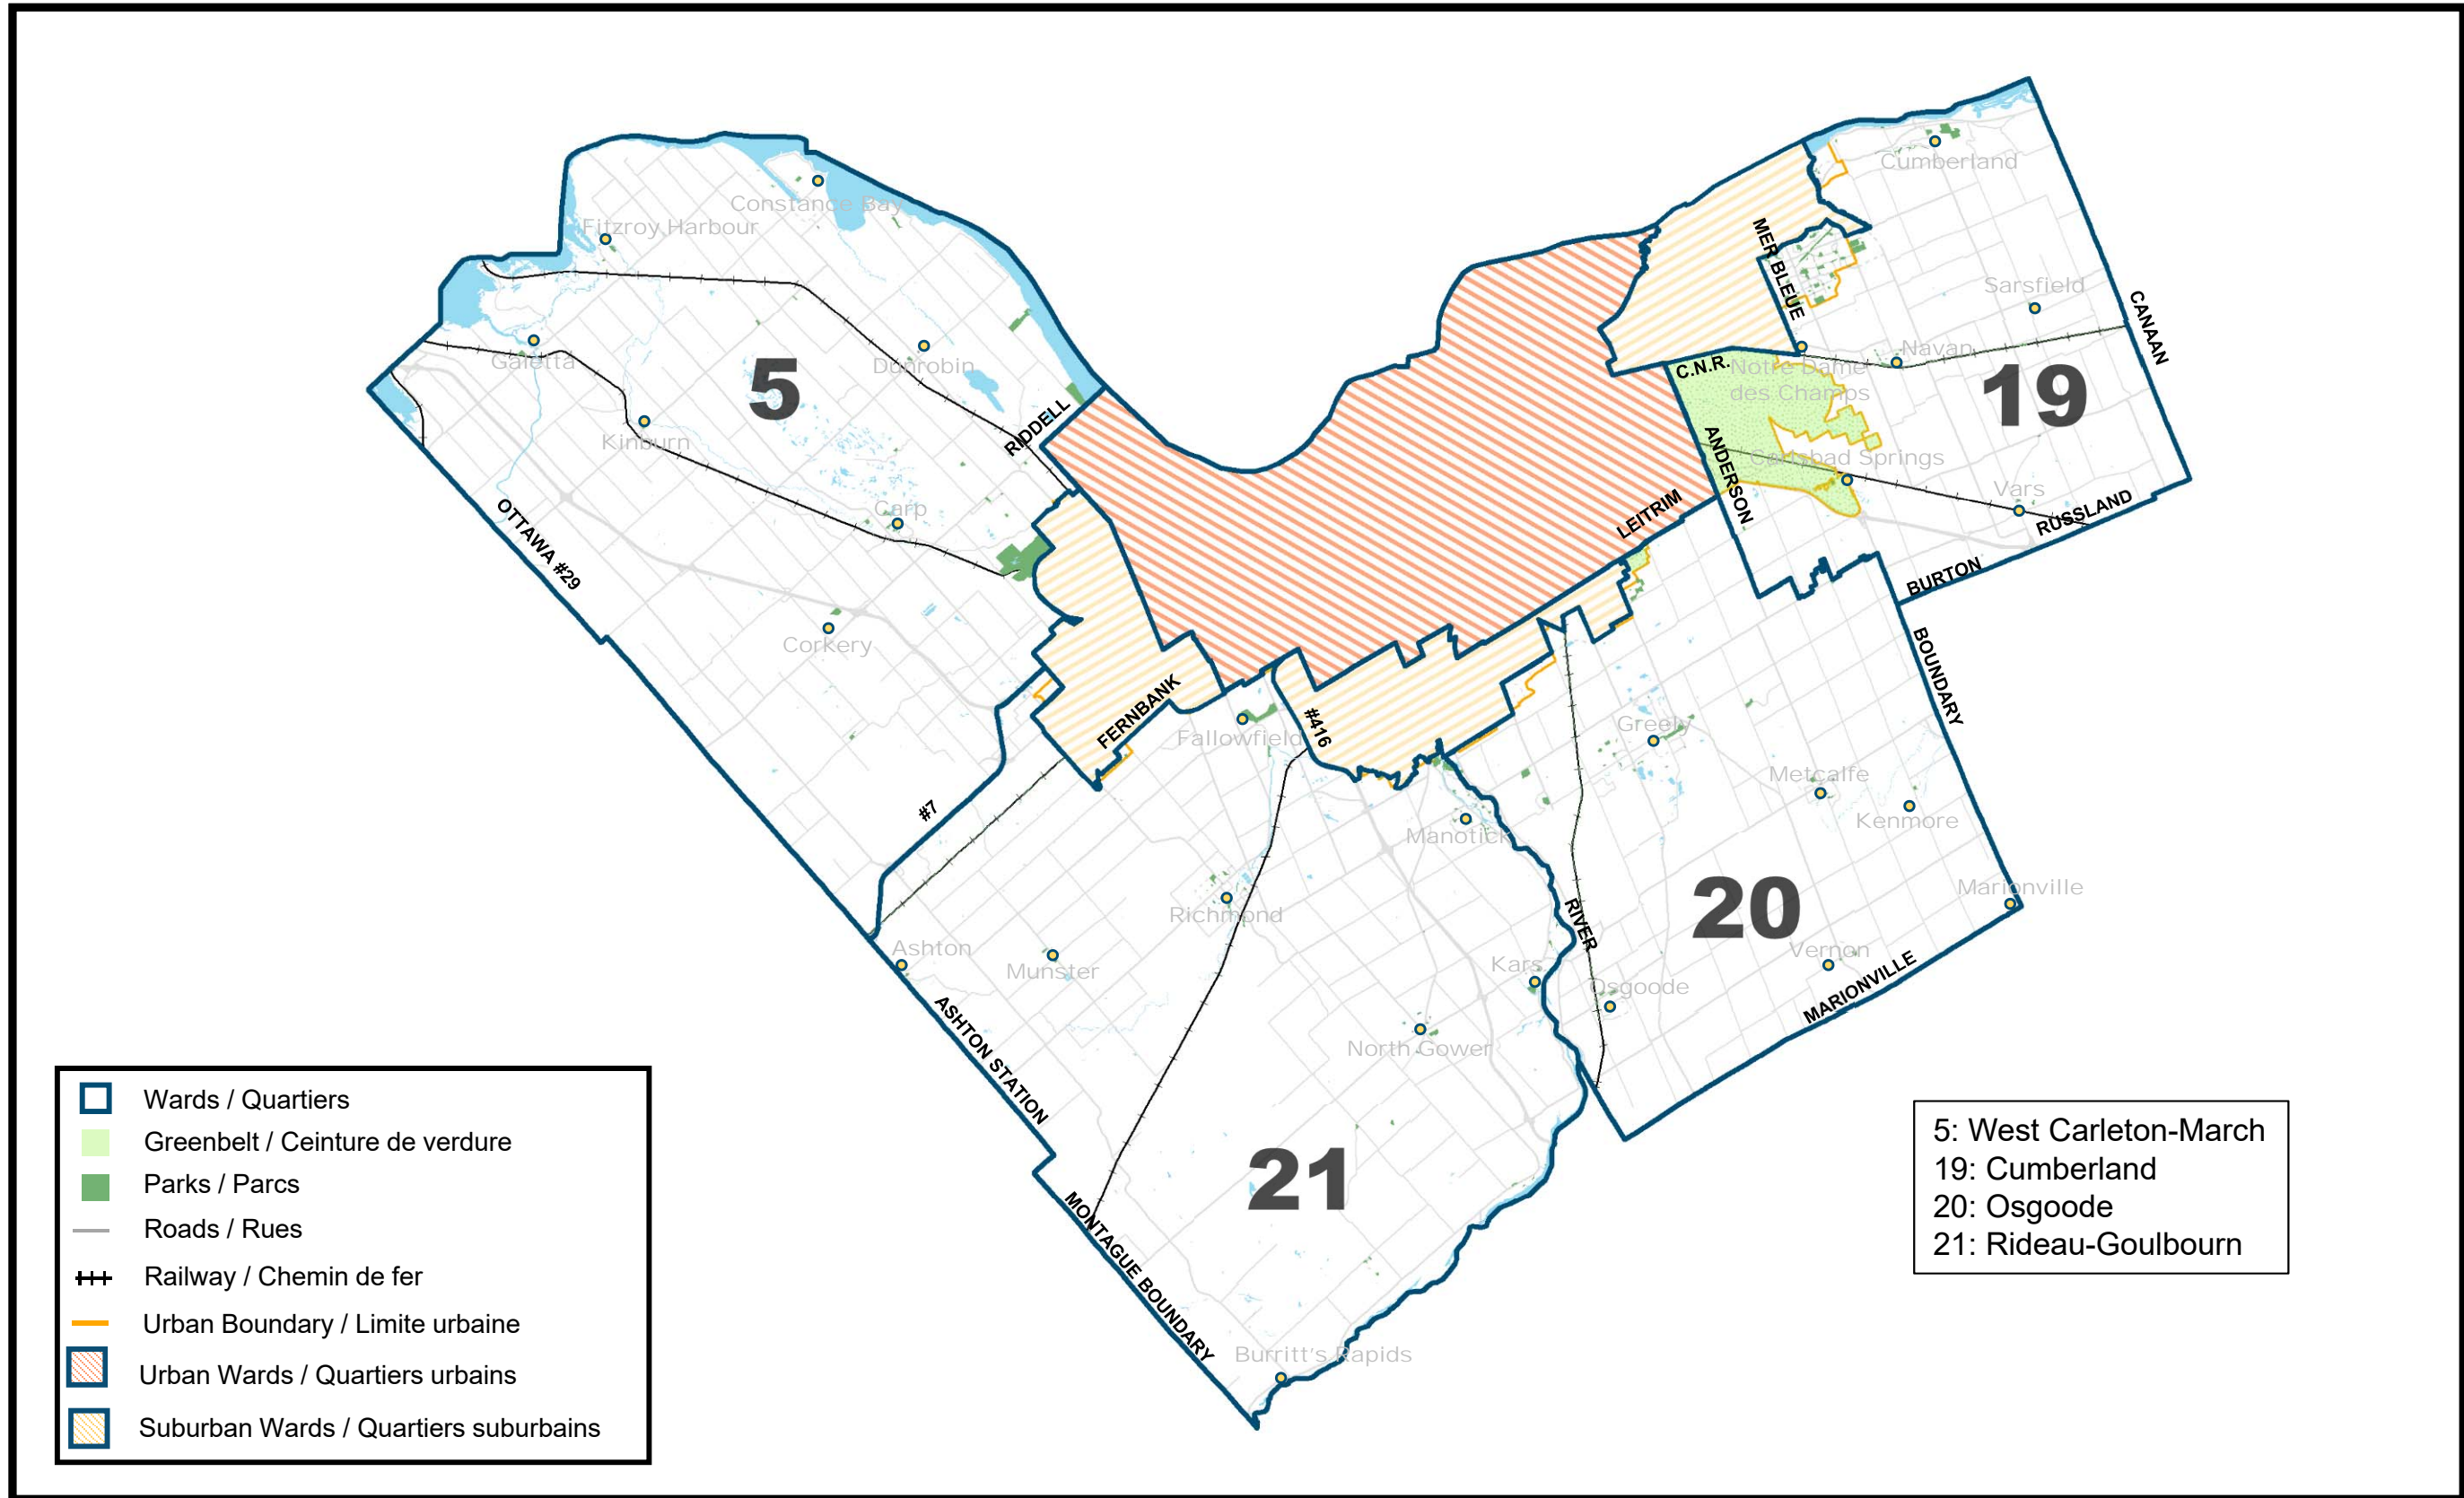 Cumberland
Constance Bay
Fitzroy Harbour
MER BLEUE
Sarsfield
CANAAN
Galetta
5
Dunrobin
C.N.R.
Notre Dame
des Champs
Navan
19
RIDDELL
Kinburn
ANDERSON
Carlsbad Springs
Vars
RUSSLAND
OTTAWA #29
Carp
LEITRIM
BURTON
Corkery
BOUNDARY
FERNBANK
#416
Fallowfield
Greely
Metcalfe
#7
Kenmore
Manotick
Marionville
Richmond
20
RIVER
Ashton
Munster
Vernon
Kars
Osgoode
MARIONVILLE
ASHTON STATION
North Gower
21
MONTAGUE BOUNDARY
Burritt's Rapids
Wards / Quartiers
Greenbelt / Ceinture de verdure
Parks / Parcs
Roads / Rues
Railway / Chemin de fer
Urban Boundary / Limite urbaine
Urban Wards / Quartiers urbains
Suburban Wards / Quartiers suburbains
5: West Carleton-March
19: Cumberland
20: Osgoode
21: Rideau-Goulbourn